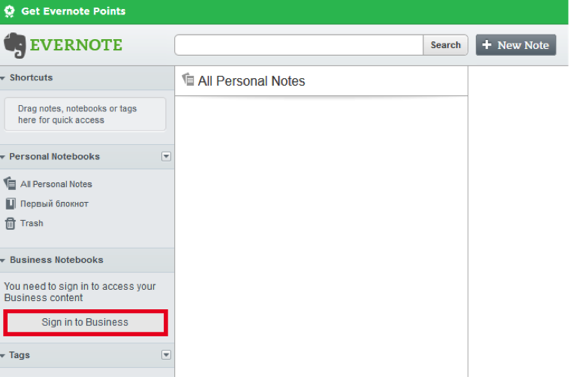 Get Evernote Points
EVERNOTE
Search
+ New Note
Shortcuts
Drag notes, notebooks or tags
here for quick access
Personal Notebooks
All Personal Notes
Первый блокнот
Trash
Business Notebooks
You need to sign in to access your
Business content
Sign in to Business
Tags
All Personal Notes